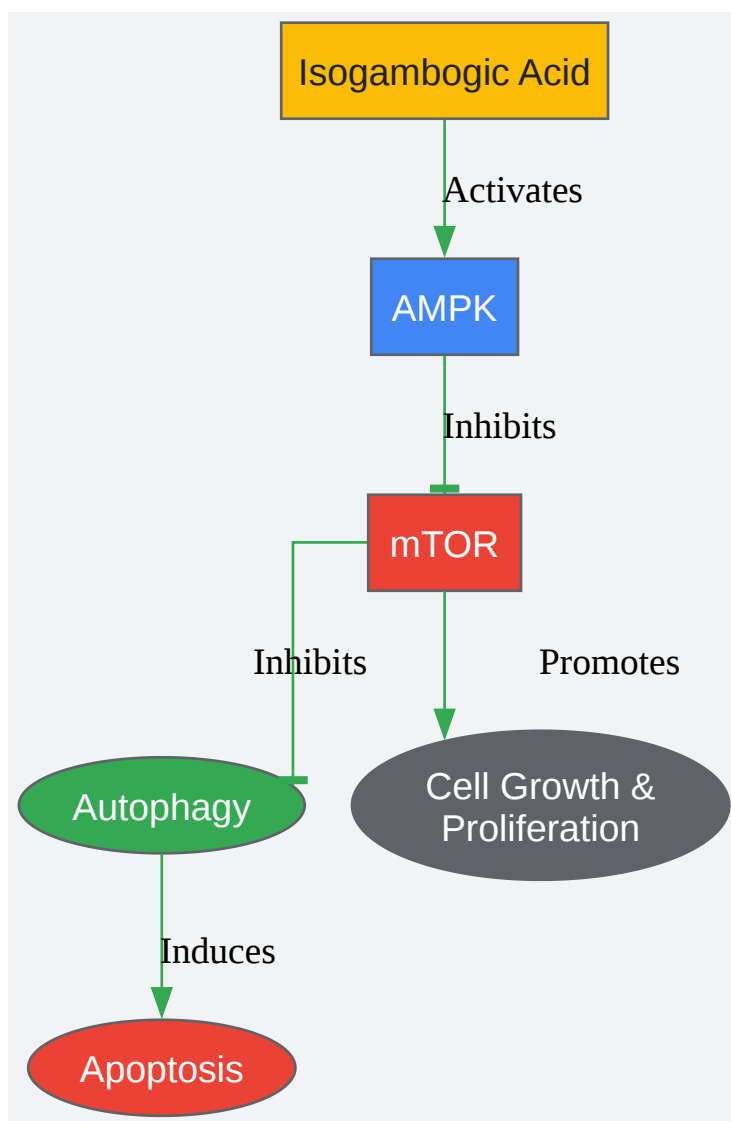 Isogambogic Acid
Activates
AMPK
Inhibits
mTOR
Inhibits
Promotes
Autophagy
Cell Growth &
Proliferation
Induces
Apoptosis